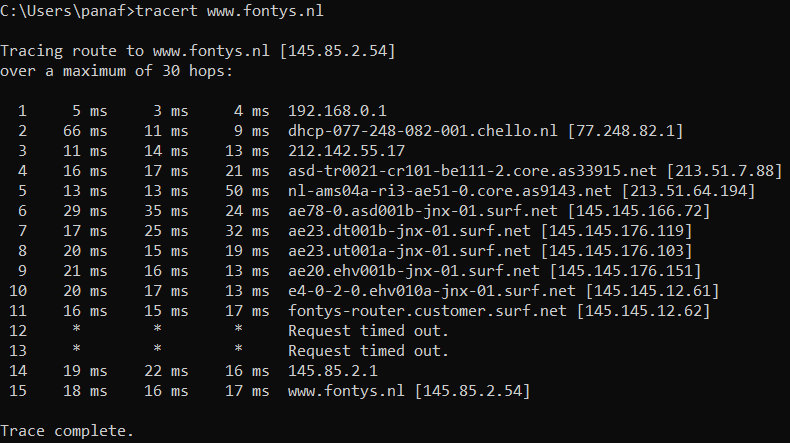 C:\Users\panaf>tracert www.fontys.nl
Tracing route to www.fontys.nl [145.85.2.54]
over a maximum of 30 hops:
1 5 ms 3 ms 4 ms 192.168.0.1
2 66 ms 11 ms 9 ms dhcp-077-248-082-001.chello.nl [77.248.82.1]
3 11 ms 14 ms 13 ms 212.142.55.17
4 16 ms 17 ms 21 ms asd-tr0021-cr101-be111-2.core.as33915.net [213.51.7.88]
5 13 ms 13 ms 50 ms nl-ams04a-ri3-ae51-0.core.as9143.net [213.51.64.194]
6 29 ms 35 ms 24 ms ae78-0.asd001b-jnx-01.surf.net [145.145.166.72]
7 17 ms 25 ms 32 ms ae23.dt001b-jnx-01.surf.net [145.145.176.119]
8 20 ms 15 ms 19 ms ae23.ut001a-jnx-01.surf.net [145.145.176.103]
9 21 ms 16 ms 13 ms ae20.ehv001b-jnx-01.surf.net [145.145.176.151]
10 20 ms 17 ms 13 ms e4-0-2-0.ehv010a-jnx-01.surf.net [145.145.12.61]
11 16 ms 15 ms 17 ms fontys-router.customer.surf.net [145.145.12.62]
12 * * * Request timed out.
13 * * * Request timed out.
14 19 ms 22 ms 16 ms 145.85.2.1
15 18 ms 16 ms 17 ms www.fontys.nl [145.85.2.54]
Trace complete.